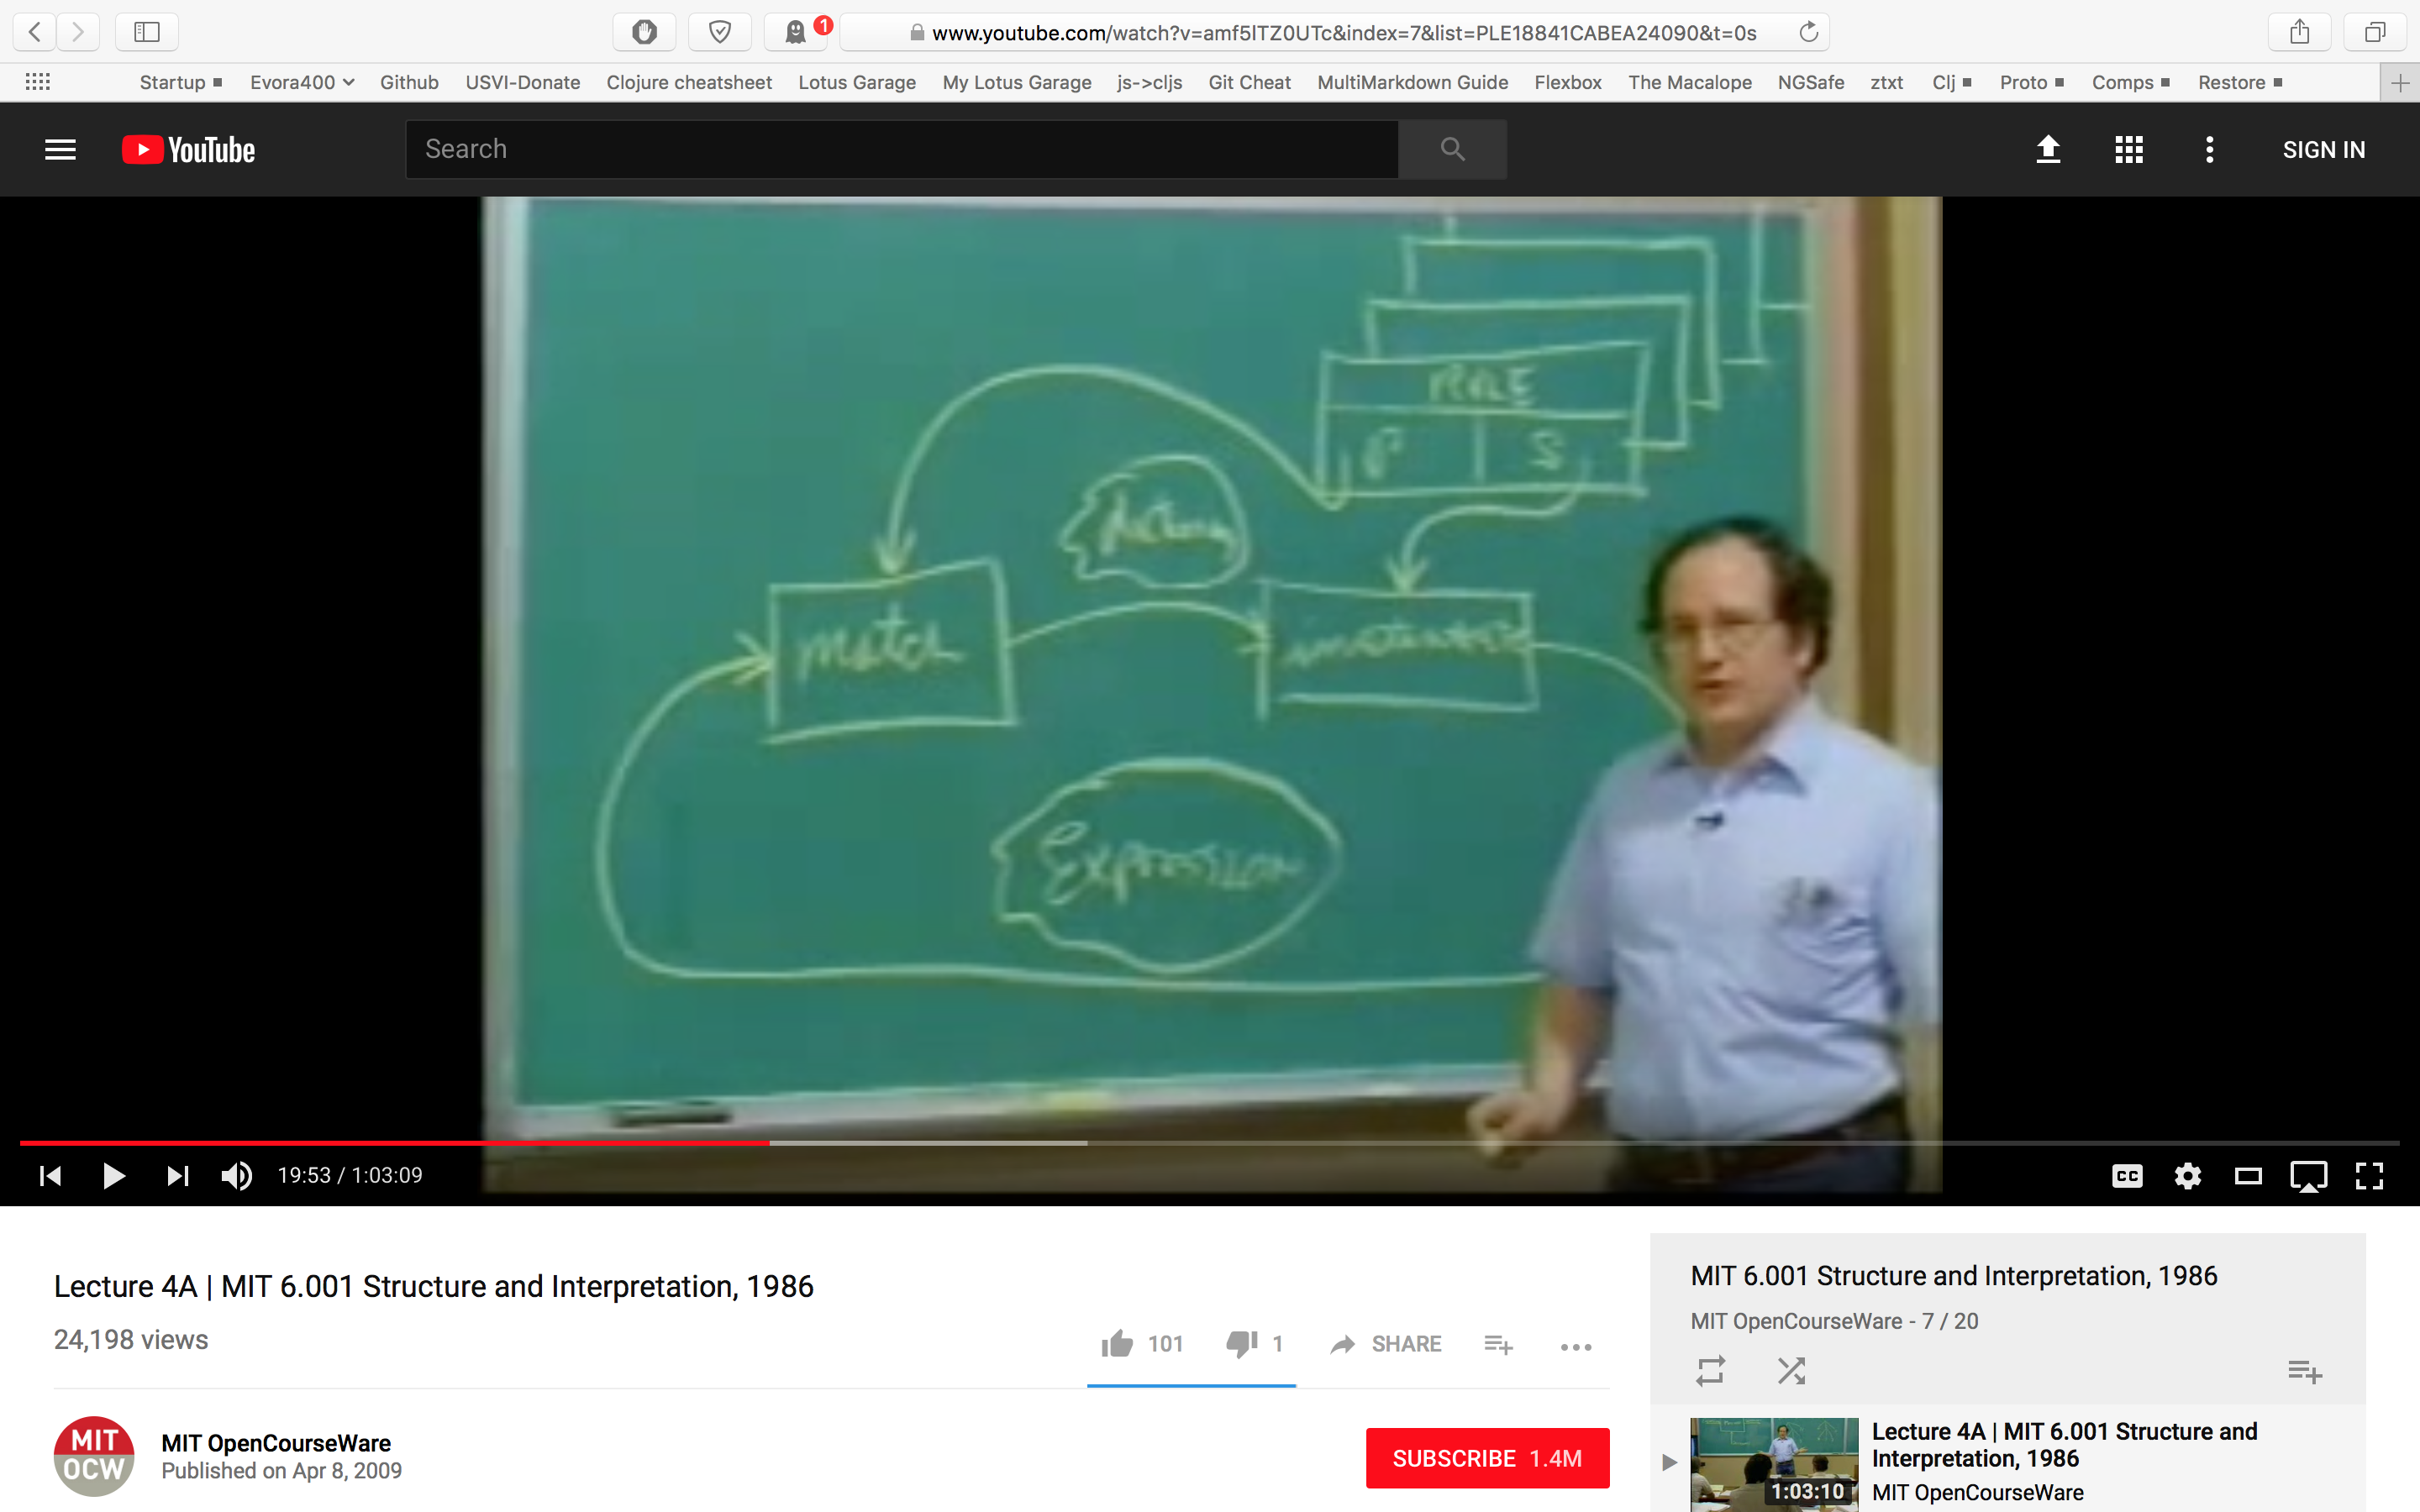 1
www.youtube.com/watch?v=amf5lTZ0UTc&index=7&list=PLE18841CABEA24090&t=0s
Startup Evora400 Github USVI-Donate Clojure cheatsheet Lotus Garage My Lotus Garage js->cljs Git Cheat MultiMarkdown Guide Flexbox The Macalope NGSafe ztxt Clj Proto Comps Restore
YouTube Search SIGN IN
RULE
P S
match
Expression
19:53 / 1:03:09
CC
Lecture 4A | MIT 6.001 Structure and Interpretation, 1986
24,198 views
101 1 SHARE
MIT OCW
MIT OpenCourseWare
Published on Apr 8, 2009
SUBSCRIBE 1.4M
MIT 6.001 Structure and Interpretation, 1986
MIT OpenCourseWare - 7 / 20
1:03:10
Lecture 4A | MIT 6.001 Structure and
Interpretation, 1986
MIT OpenCourseWare